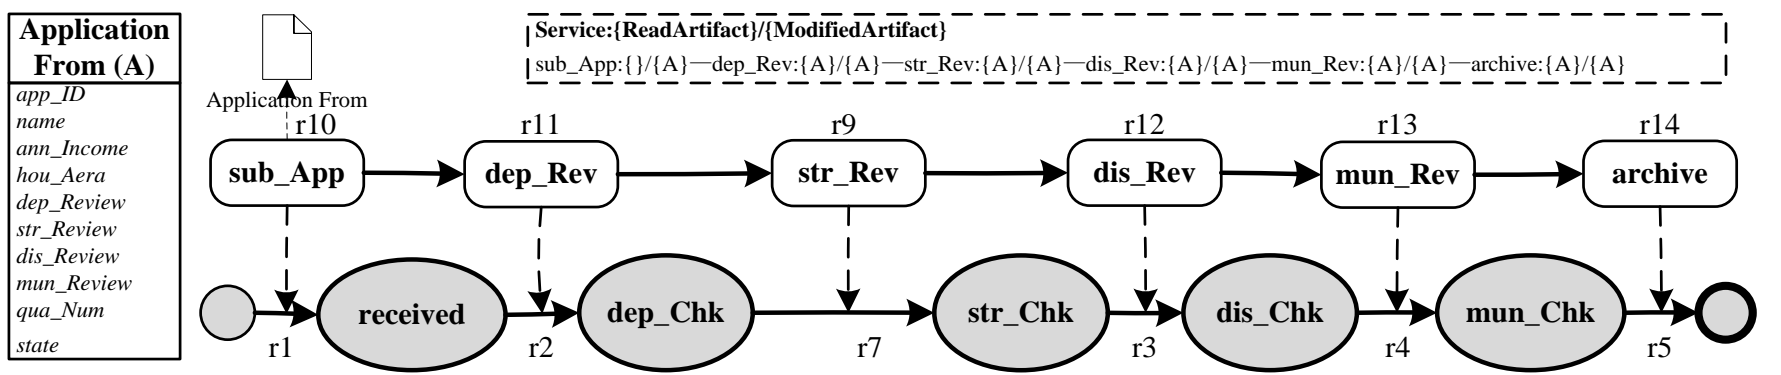 Application
From (A)
app_ID
name
ann_Income
hou_Aera
dep_Review
str_Review
dis_Review
mun_Review
qua_Num
state
Application From
Service:{ReadArtifact}/{ModifiedArtifact}
sub_App:{}/{A}—dep_Rev:{A}/{A}—str_Rev:{A}/{A}—dis_Rev:{A}/{A}—mun_Rev:{A}/{A}—archive:{A}/{A}
r10 r11 r9 r12 r13 r14
sub_App dep_Rev str_Rev dis_Rev mun_Rev archive
received dep_Chk str_Chk dis_Chk mun_Chk
r1 r2 r7 r3 r4 r5